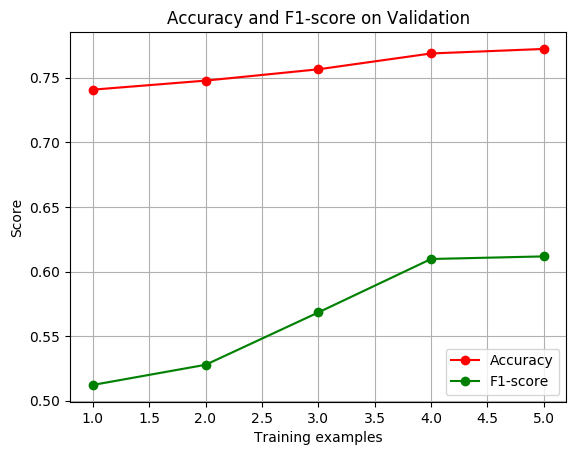 Accuracy and F1-score on Validation
Score
0.75
0.70
0.65
0.60
0.55
0.50
Accuracy
F1-score
1.0 1.5 2.0 2.5 3.0 3.5 4.0 4.5 5.0
Training examples